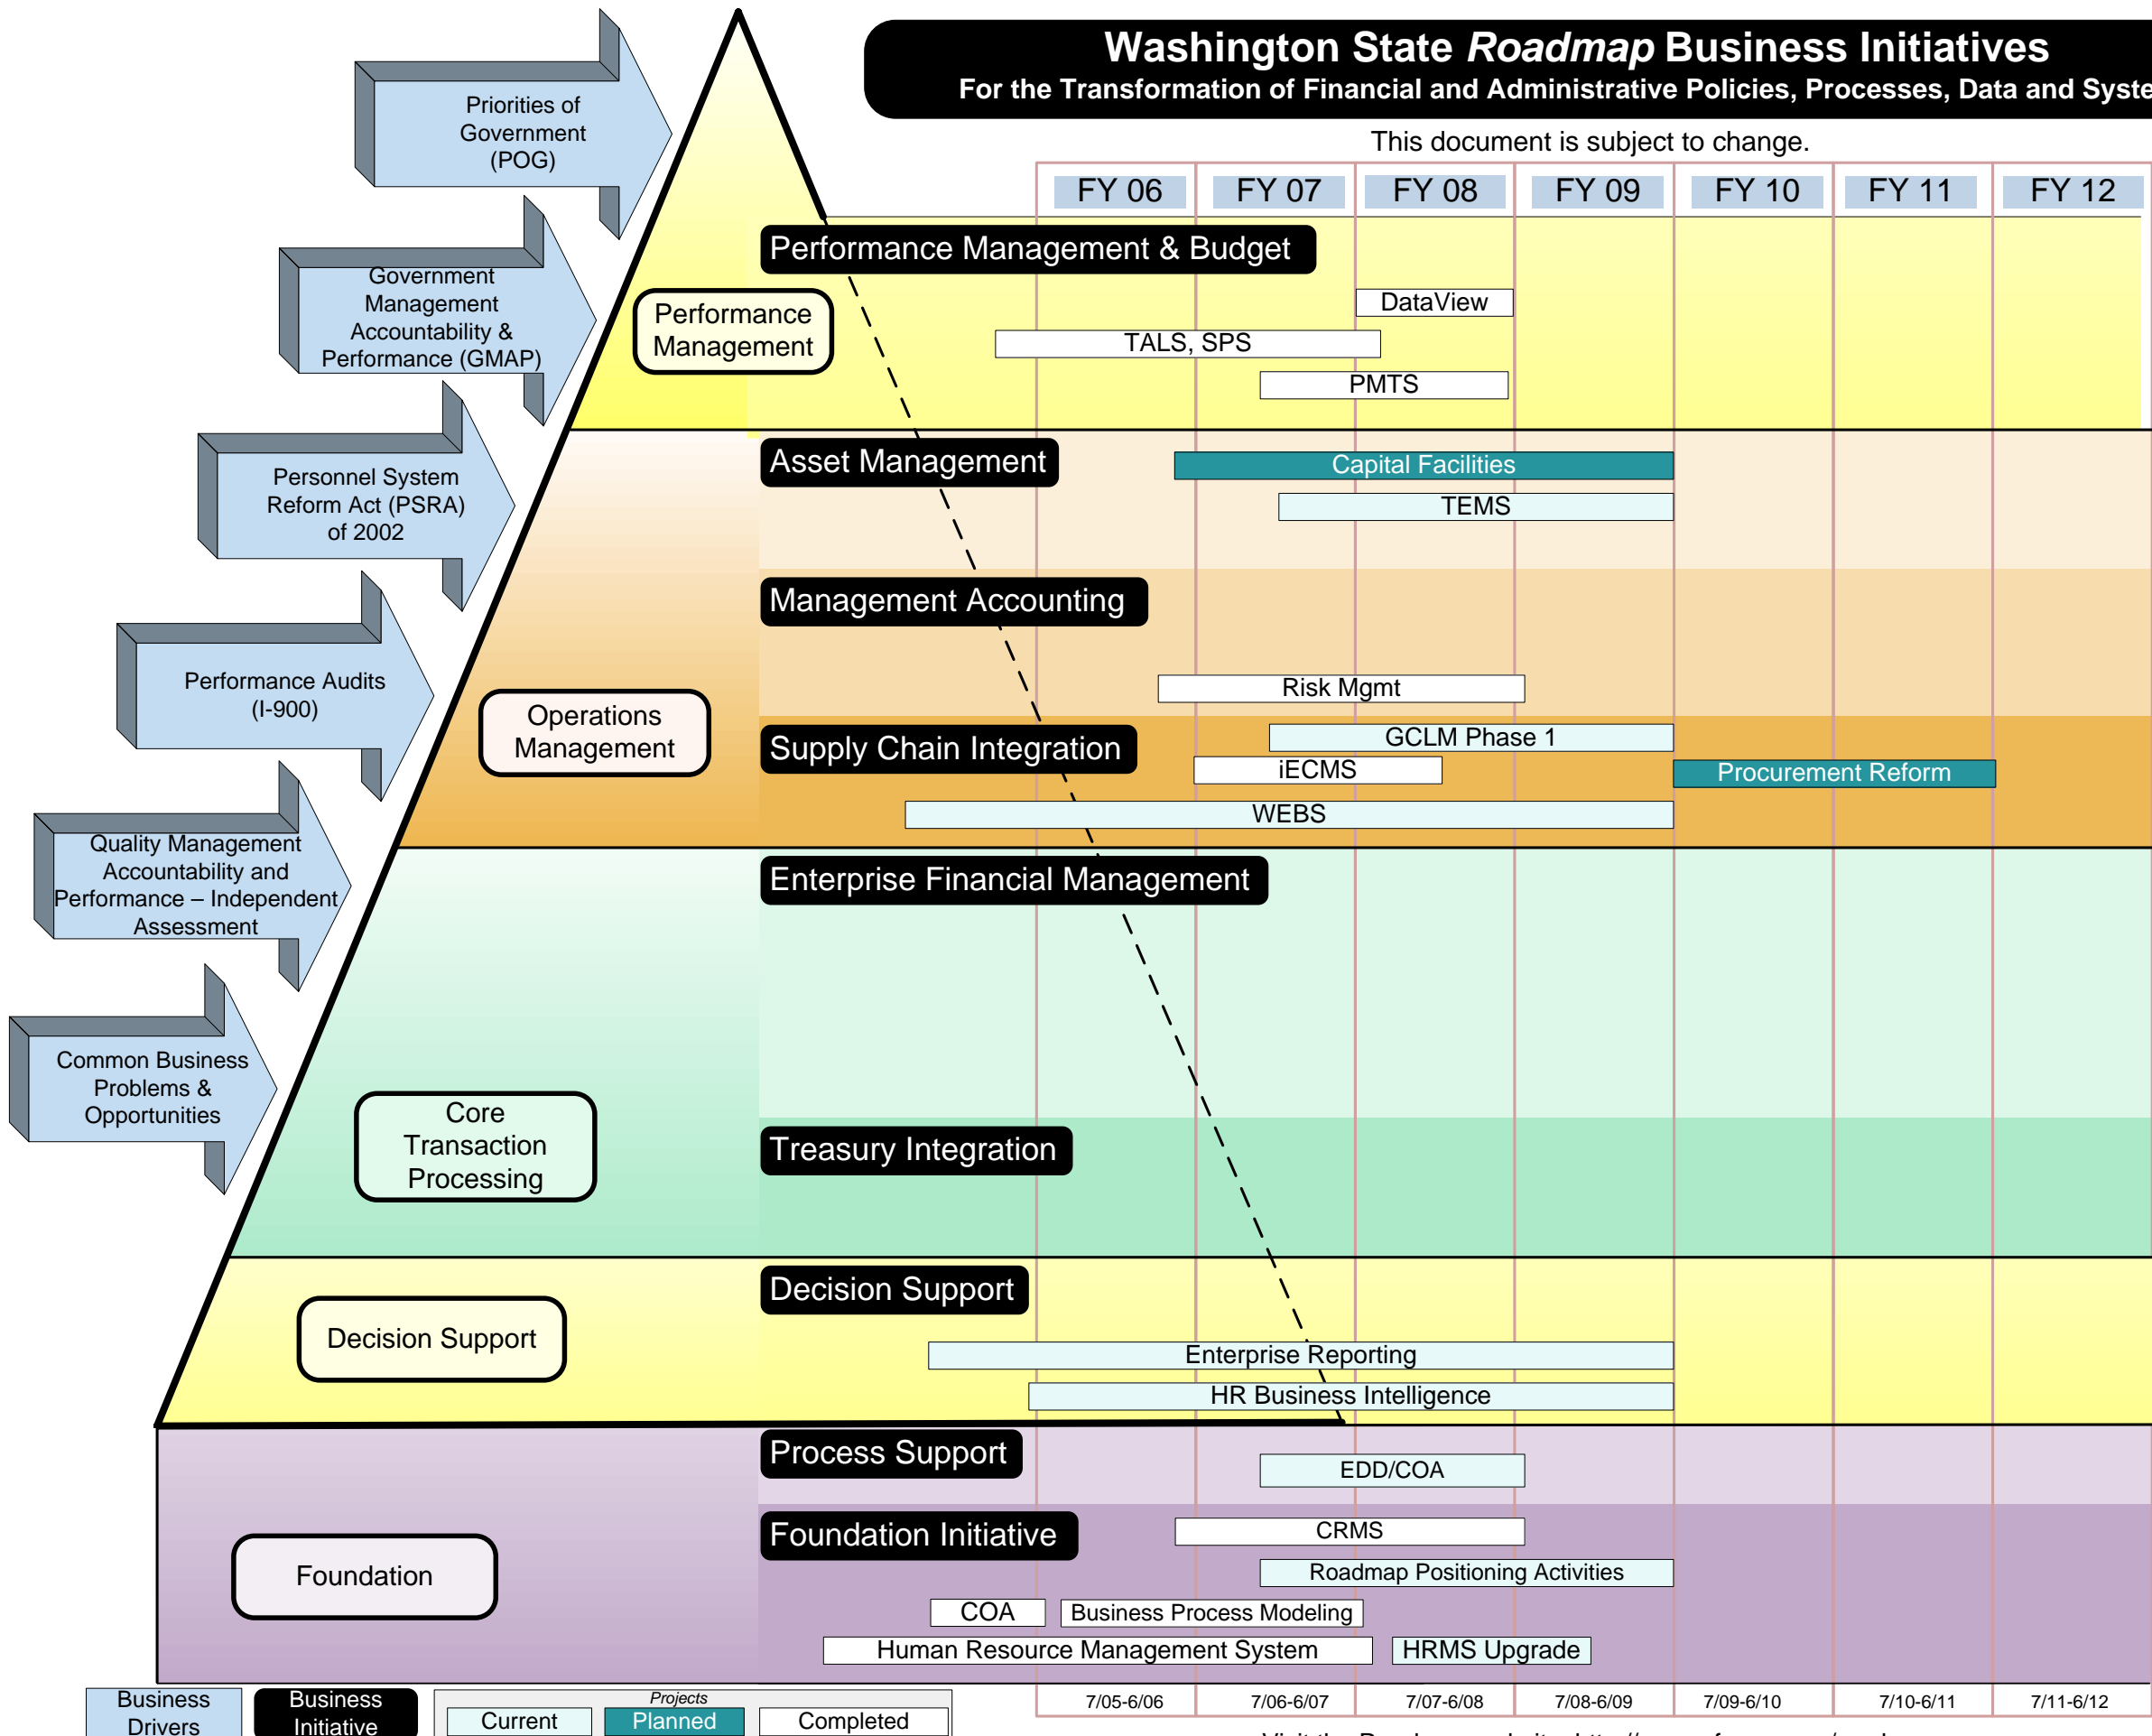 Washington State Roadmap Business Initiatives
For the Transformation of Financial and Administrative Policies, Processes, Data and
This document is subject to change.
FY 06
FY 07
FY 08
FY 09
FY 10
FY 11
FY 12
Priorities of
Government
(POG)
Government
Management
Accountability &
Performance (GMAP)
Personnel System
Reform Act (PSRA)
of 2002
Performance Audits
(I-900)
Quality Management
Accountability and
Performance – Independent
Assessment
Common Business
Problems &
Opportunities
Performance
Management
Performance Management & Budget
DataView
TALS, SPS
PMTS
Operations
Management
Asset Management
Capital Facilities
TEMS
Management Accounting
Risk Mgmt
Supply Chain Integration
GCLM Phase 1
iECMS
Procurement Reform
WEBS
Core
Transaction
Processing
Enterprise Financial Management
Treasury Integration
Decision Support
Decision Support
Enterprise Reporting
HR Business Intelligence
Foundation
Process Support
EDD/COA
Foundation Initiative
CRMS
Roadmap Positioning Activities
COA
Business Process Modeling
Human Resource Management System
HRMS Upgrade
7/05-6/06
7/06-6/07
7/07-6/08
7/08-6/09
7/09-6/10
7/10-6/11
7/11-6/12
Business
Drivers
Business
Initiative
Projects
Current
Planned
Completed